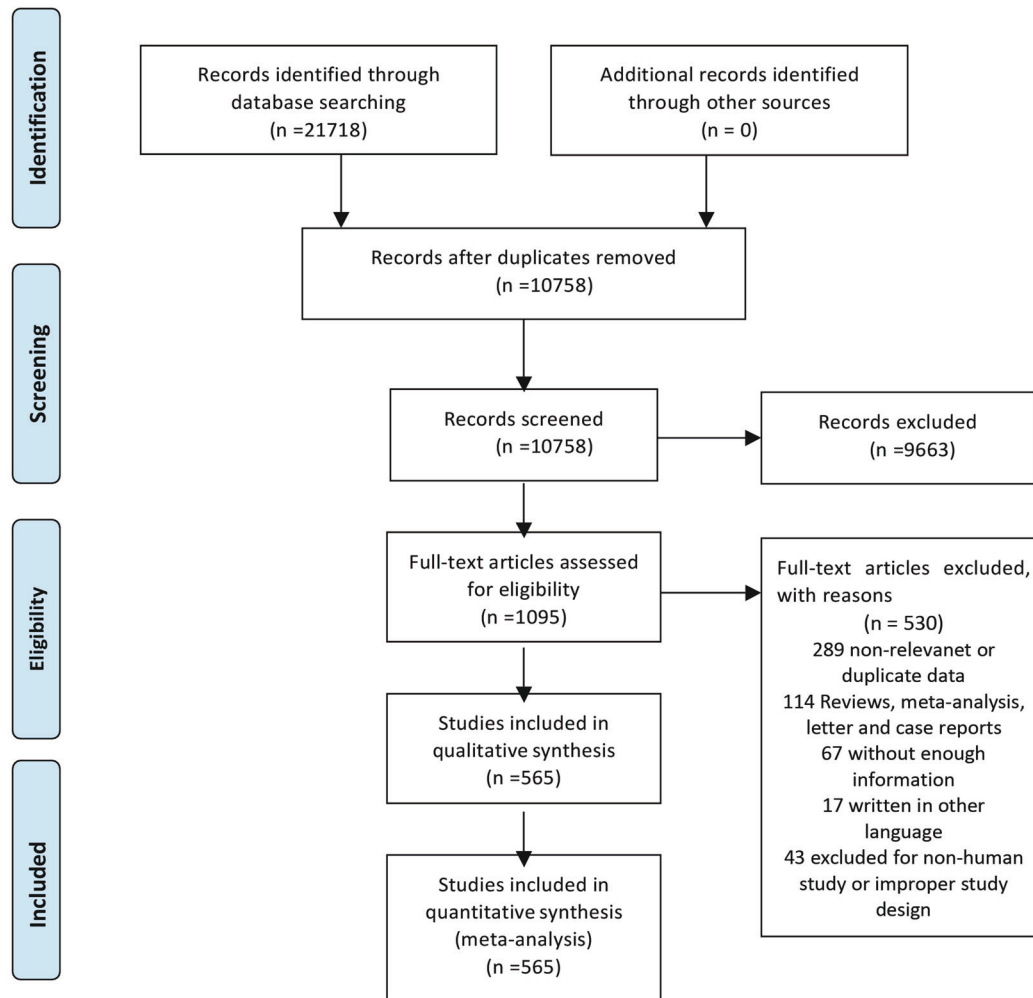 Identification
Records identified through
database searching
(n =21718)
Additional records identified
through other sources
(n = 0)
Records after duplicates removed
(n =10758)
Screening
Records screened
(n =10758)
Records excluded
(n =9663)
Eligibility
Full-text articles assessed
for eligibility
(n =1095)
Full-text articles excluded,
with reasons
(n = 530)
289 non-relevanet or
duplicate data
114 Reviews, meta-analysis,
letter and case reports
67 without enough
information
17 written in other
language
43 excluded for non-human
study or improper study
design
Studies included in
qualitative synthesis
(n =565)
Included
Studies included in
quantitative synthesis
(meta-analysis)
(n =565)